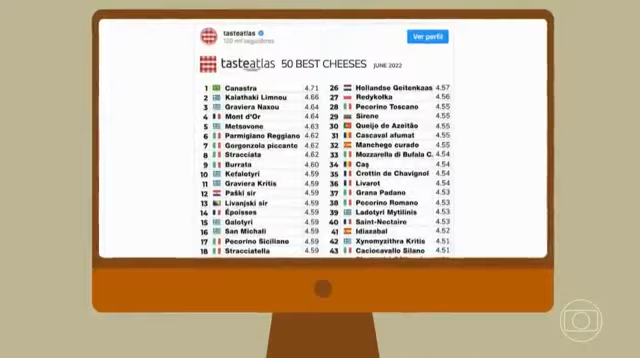 tasteatlas
120 mil seguidores
Ver perfil
tasteatlas 50 BEST CHEESES JUNE 2022
1 Canastra 4.71
2 Kalathaki Limnou 4.66
3 Graviera Naxou 4.64
4 Mont d'Or 4.64
5 Metsovone 4.63
6 Parmigiano Reggiano 4.62
7 Gorgonzola piccante 4.62
8 Stracciata 4.62
9 Burrata 4.60
10 Kefalotyri 4.59
11 Graviera Kritis 4.59
12 Paški sir 4.59
13 Livanjski sir 4.59
14 Époisses 4.59
15 Galotyri 4.59
16 San Michali 4.59
17 Pecorino Siciliano 4.59
18 Stracciatella 4.59
26 Hollandse Geitenkaas 4.57
27 Redykołka 4.56
28 Pecorino Toscano 4.55
29 Sirene 4.55
30 Queijo de Azeitão 4.55
31 Cascaval afumat 4.55
32 Manchego curado 4.55
33 Mozzarella di Bufala C. 4.54
34 Caș 4.54
35 Crottin de Chavignol 4.54
36 Livarot 4.54
37 Grana Padano 4.53
38 Pecorino Romano 4.53
39 Ladotyri Mytilinis 4.53
40 Saint-Nectaire 4.53
41 Idiazabal 4.52
42 Xynomyzithra Kritis 4.51
43 Caciocavallo Silano 4.51